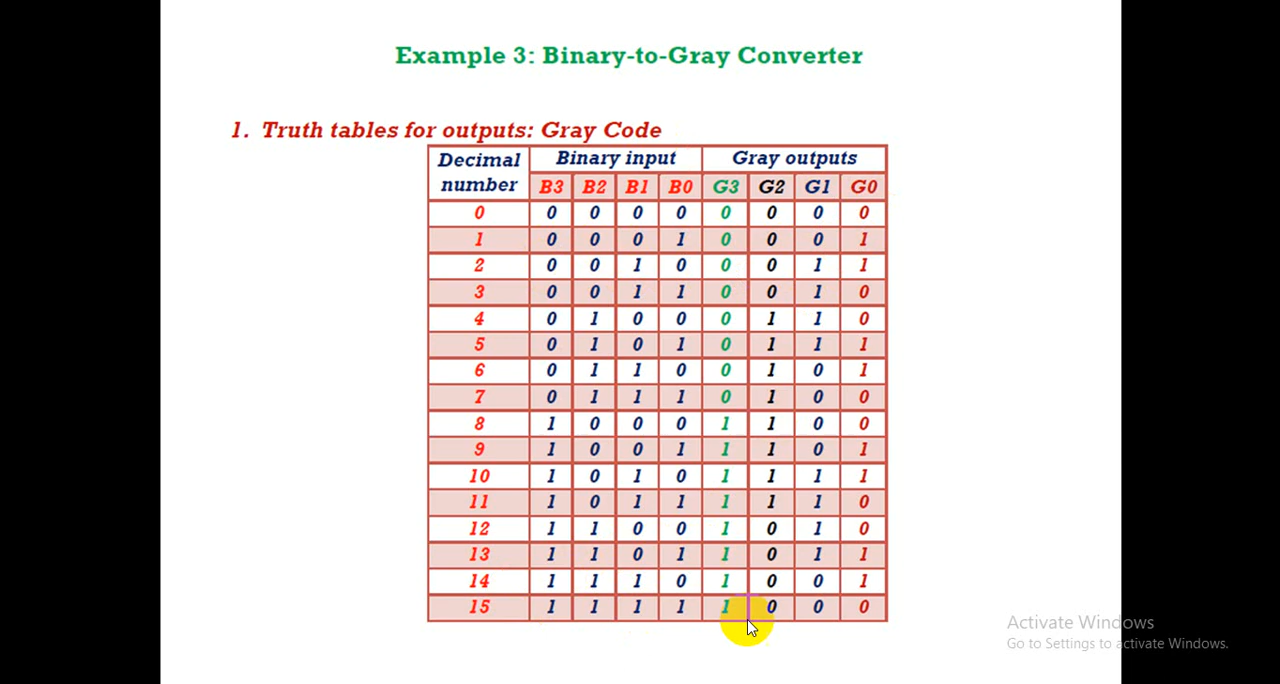 Example 3: Binary-to-Gray Converter
1. Truth tables for outputs: Gray Code
Decimal number Binary input Gray outputs
B3 B2 B1 B0 G3 G2 G1 G0
0 0 0 0 0 0 0 0 0
1 0 0 0 1 0 0 0 1
2 0 0 1 0 0 0 1 1
3 0 0 1 1 0 0 1 0
4 0 1 0 0 0 1 1 0
5 0 1 0 1 0 1 1 1
6 0 1 1 0 0 1 0 1
7 0 1 1 1 0 1 0 0
8 1 0 0 0 1 1 0 0
9 1 0 0 1 1 1 0 1
10 1 0 1 0 1 1 1 1
11 1 0 1 1 1 1 1 0
12 1 1 0 0 1 0 1 0
13 1 1 0 1 1 0 1 1
14 1 1 1 0 1 0 0 1
15 1 1 1 1 1 0 0 0
Activate Windows
Go to Settings to activate Windows.